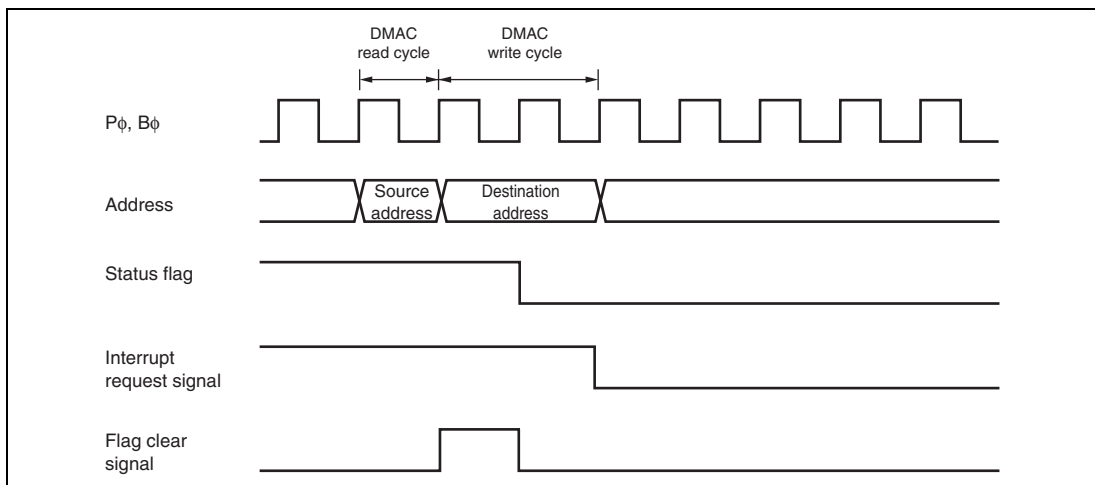 DMAC
read cycle
DMAC
write cycle
Pϕ, Bϕ
Address
Source
address
Destination
address
Status flag
Interrupt
request signal
Flag clear
signal